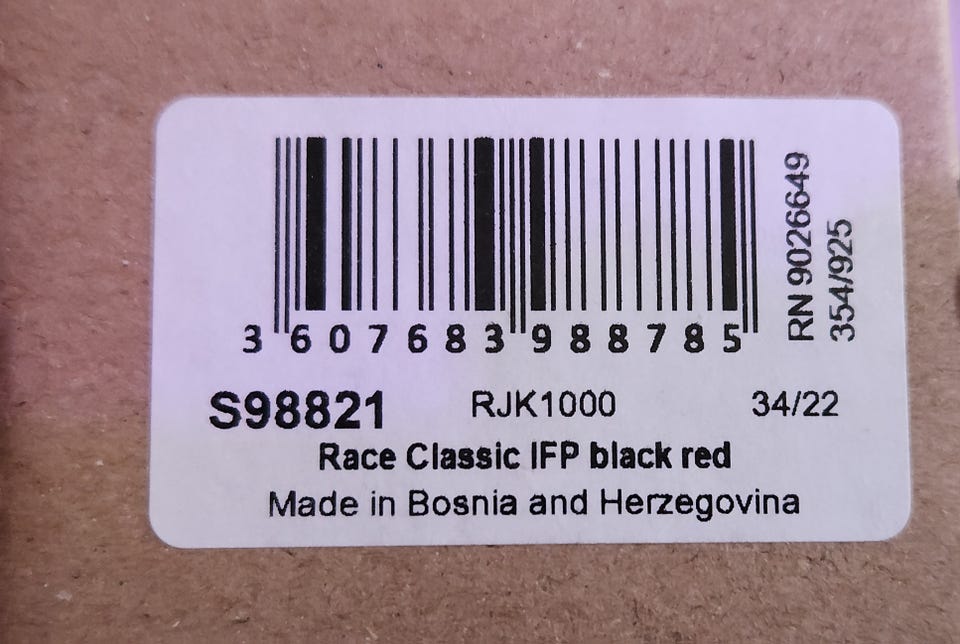 3 607683 988785
RN 9026649
354/925
S98821 RJK1000 34/22
Race Classic IFP black red
Made in Bosnia and Herzegovina